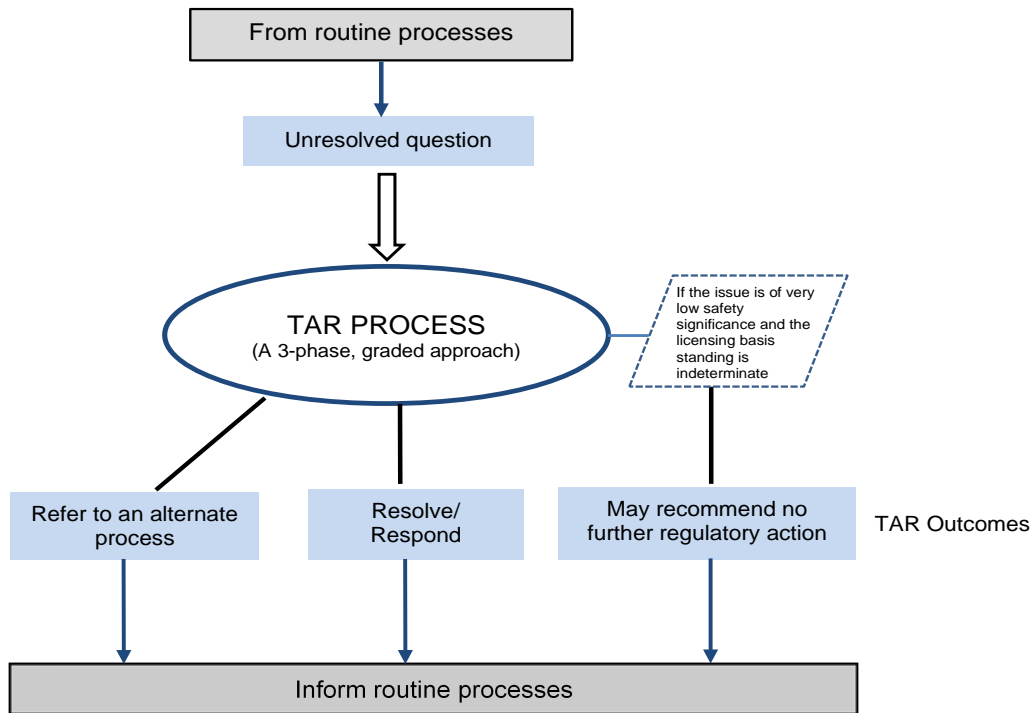 From routine processes
Unresolved question
TAR PROCESS
(A 3-phase, graded approach)
If the issue is of very
low safety
significance and the
licensing basis
standing is
indeterminate
Refer to an alternate
process
Resolve/
Respond
May recommend no
further regulatory action
TAR Outcomes
Inform routine processes